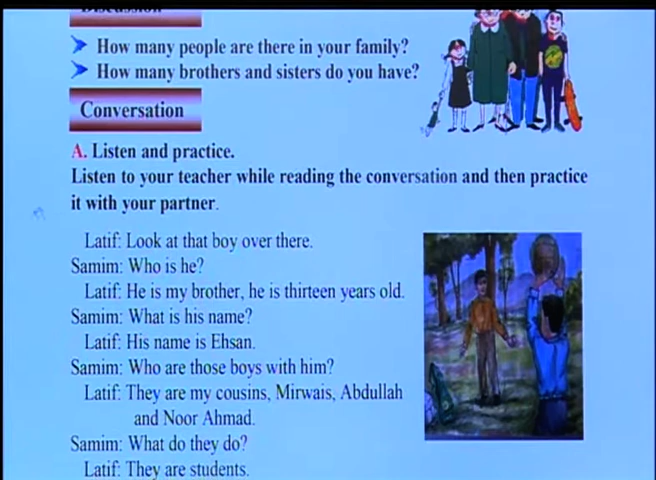 Discussion
How many people are there in your family?
How many brothers and sisters do you have?
Conversation
A. Listen and practice.
Listen to your teacher while reading the conversation and then practice
it with your partner.
Latif: Look at that boy over there.
Samim: Who is he?
Latif: He is my brother, he is thirteen years old.
Samim: What is his name?
Latif: His name is Ehsan.
Samim: Who are those boys with him?
Latif: They are my cousins, Mirwais, Abdullah
and Noor Ahmad.
Samim: What do they do?
Latif: They are students.